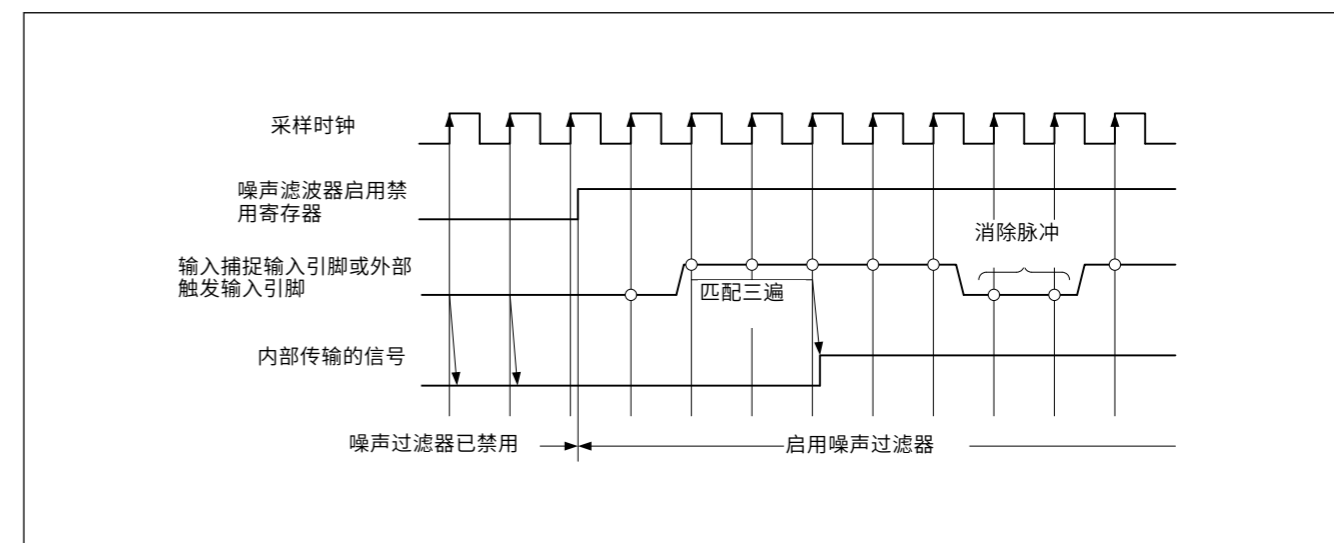 采样时钟
噪声滤波器启用禁
用寄存器
消除脉冲
输入捕捉输入引脚或外部
触发输入引脚
匹配三遍
内部传输的信号
噪声过滤器已禁用
启用噪声过滤器